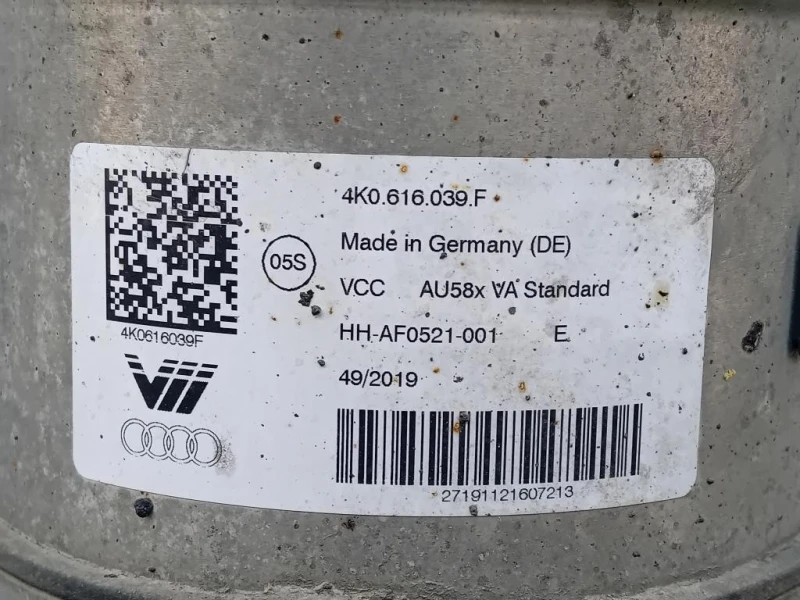 4K0.616.039.F
Made in Germany (DE)
05S
VCC AU58x VA Standard
4K0616039F
HH-AF0521-001 E
49/2019
27191121607213